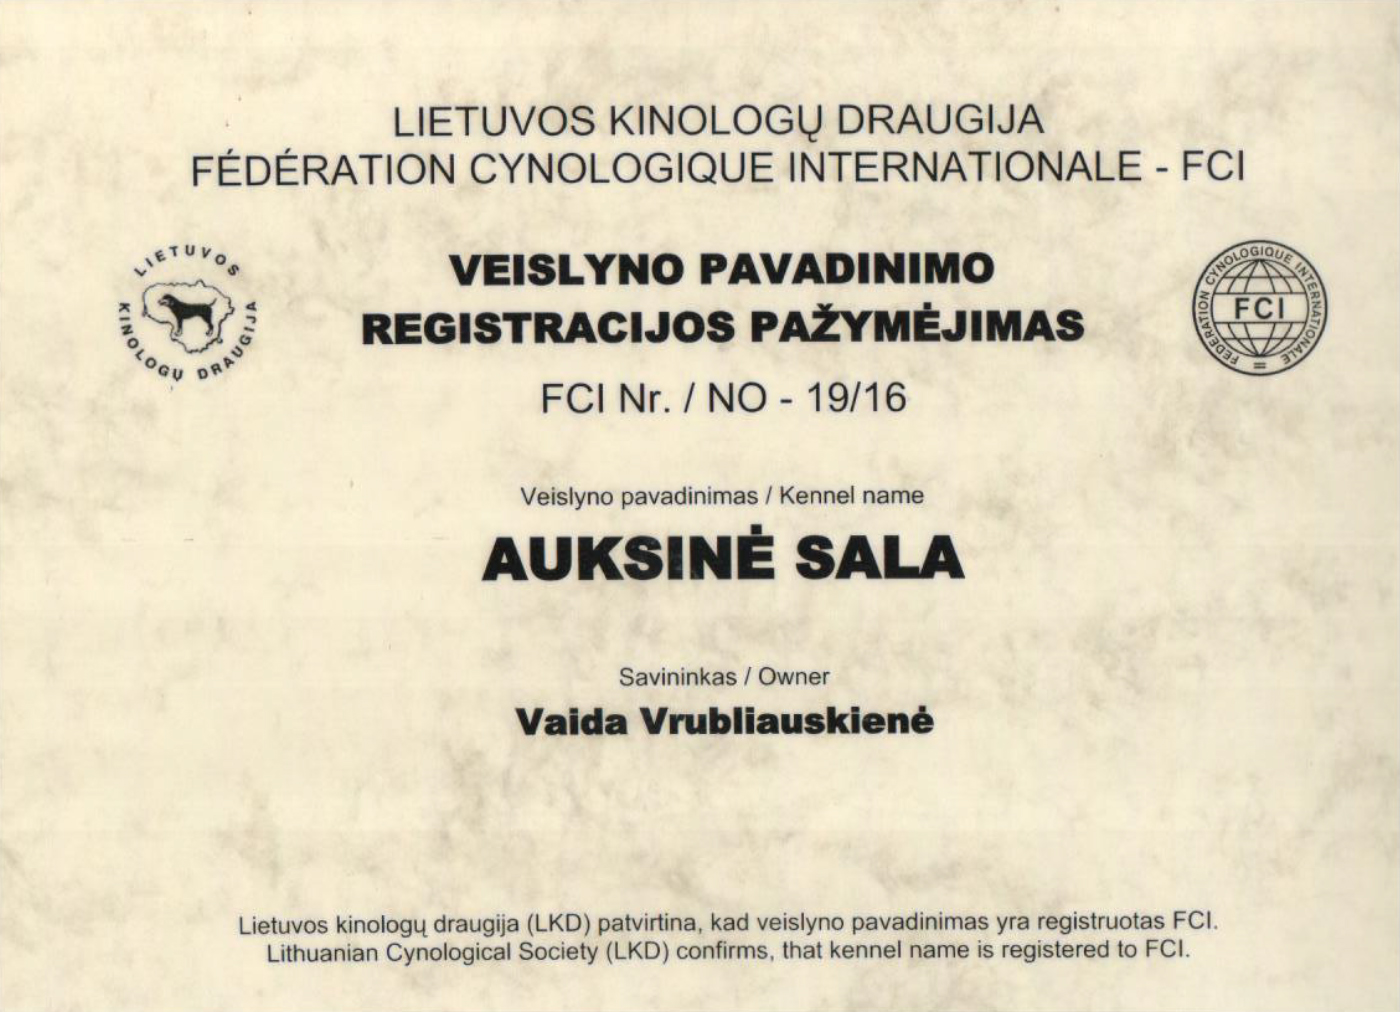 LIETUVOS KINOLOGŲ DRAUGIJA
FÉDÉRATION CYNOLOGIQUE INTERNATIONALE - FCI
LIETUVOS
KINOLOGŲ DRAUGIJA
VEISLYNO PAVADINIMO
REGISTRACIJOS PAŽYMĖJIMAS
FEDERATION CYNOLOGIQUE INTERNATIONALE
FCI
FCI Nr. / NO - 19/16
Veislyno pavadinimas / Kennel name
AUKSINĖ SALA
Savininkas / Owner
Vaida Vrubliauskienė
Lietuvos kinologų draugija (LKD) patvirtina, kad veislyno pavadinimas yra registruotas FCI.
Lithuanian Cynological Society (LKD) confirms, that kennel name is registered to FCI.